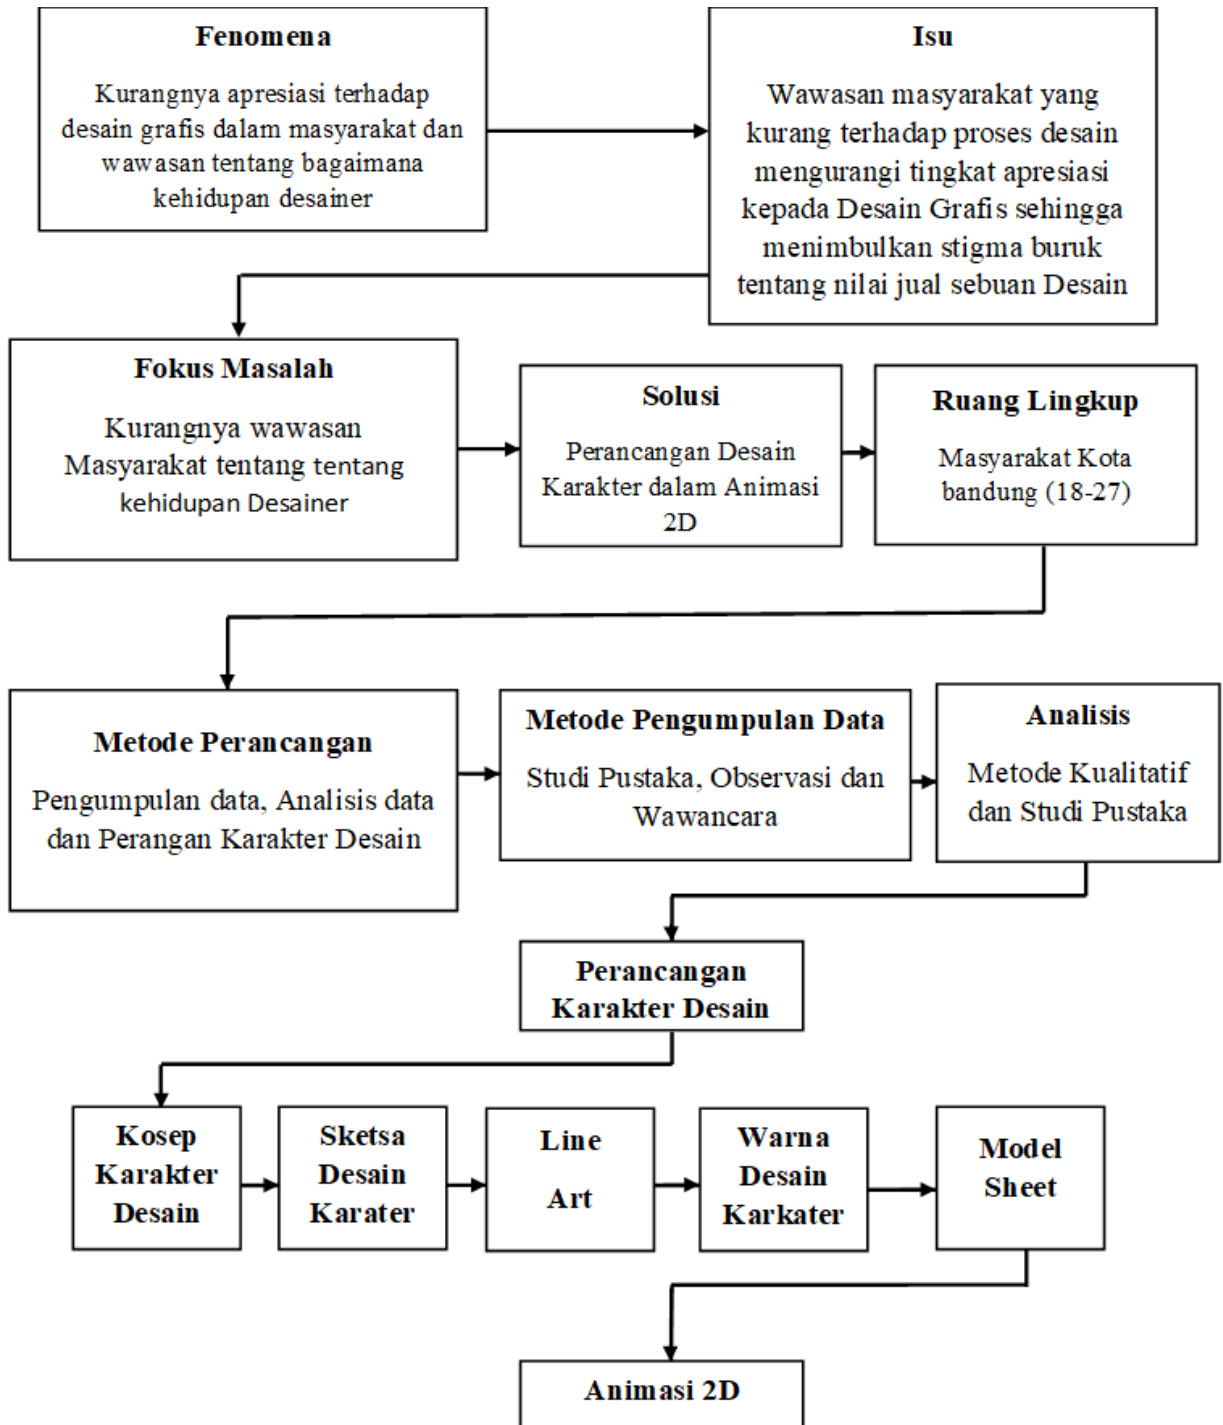 Fenomena
Kurangnya apresiasi terhadap
desain grafis dalam masyarakat dan
wawasan tentang bagaimana
kehidupan desainer
Isu
Wawasan masyarakat yang
kurang terhadap proses desain
mengurangi tingkat apresiasi
kepada Desain Grafis sehingga
menimbulkan stigma buruk
tentang nilai jual sebuan Desain
Fokus Masalah
Kurangnya wawasan
Masyarakat tentang tentang
kehidupan Desainer
Solusi
Perancangan Desain
Karakter dalam Animasi
2D
Ruang Lingkup
Masyarakat Kota
bandung (18-27)
Metode Perancangan
Pengumpulan data, Analisis data
dan Perangan Karakter Desain
Metode Pengumpulan Data
Studi Pustaka, Observasi dan
Wawancara
Analisis
Metode Kualitatif
dan Studi Pustaka
Perancangan
Karakter Desain
Kosep
Karakter
Desain
Sketsa
Desain
Karater
Line
Art
Warna
Desain
Karkater
Model
Sheet
Animasi 2D